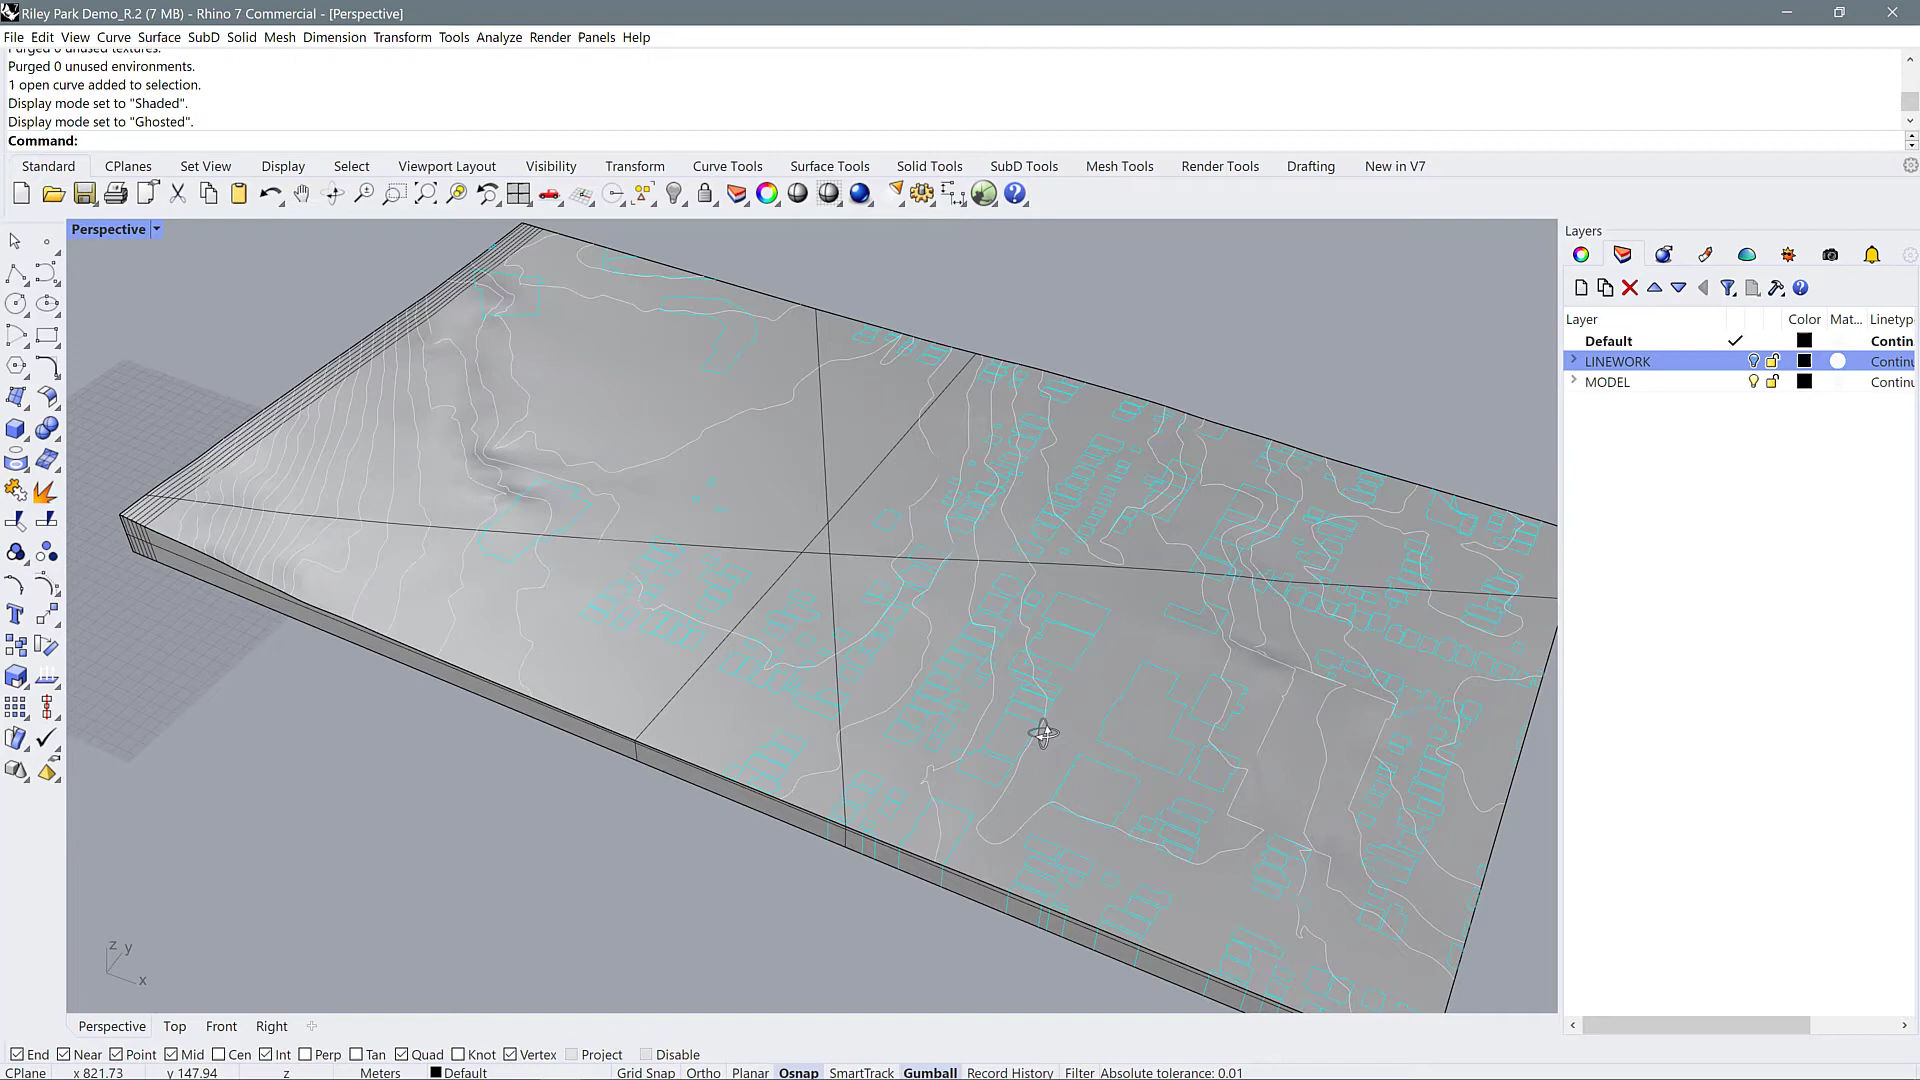 Riley Park Demo_R.2 (7 MB) - Rhino 7 Commercial - [Perspective]
File Edit View Curve Surface SubD Solid Mesh Dimension Transform Tools Analyze Render Panels Help
Purged 0 unused textures.
Purged 0 unused environments.
1 open curve added to selection.
Display mode set to "Shaded".
Display mode set to "Ghosted".
Command:
Standard CPlanes Set View Display Select Viewport Layout Visibility Transform Curve Tools Surface Tools Solid Tools SubD Tools Mesh Tools Render Tools Drafting New in V7
Perspective
Layers
Layer Color Mat... Linetyp
Default Contin
LINEWORK Continu
MODEL Continu
z y
x
Perspective Top Front Right
End Near Point Mid Cen Int Perp Tan Quad Knot Vertex Project Disable
CPlane x 821.73 y 147.94 z Meters Default Grid Snap Ortho Planar Osnap SmartTrack Gumball Record History Filter Absolute tolerance: 0.01